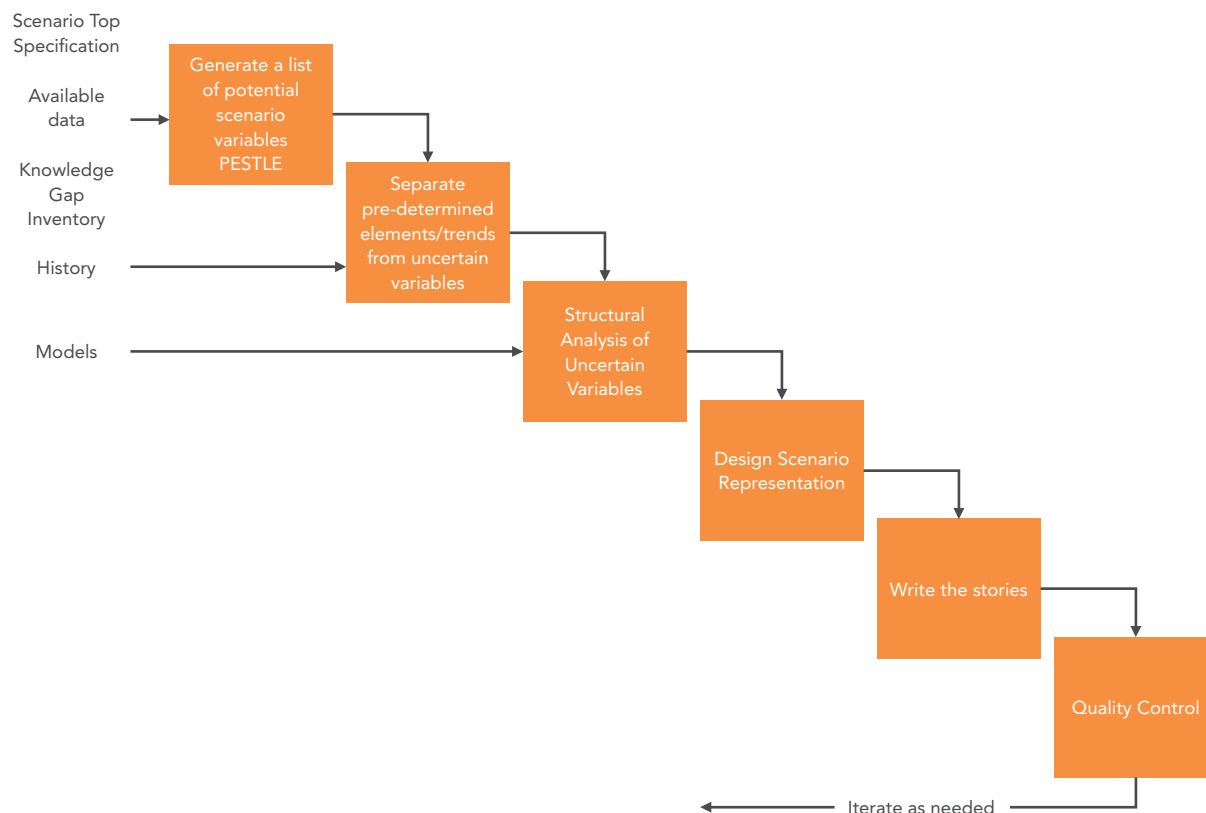 Scenario Top
Specification
Available
data
Knowledge
Gap
Inventory
History
Models
Generate a list
of potential
scenario
variables
PESTLE
Separate
pre-determined
elements/trends
from uncertain
variables
Structural
Analysis of
Uncertain
Variables
Design Scenario
Representation
Write the stories
Quality Control
Iterate as needed